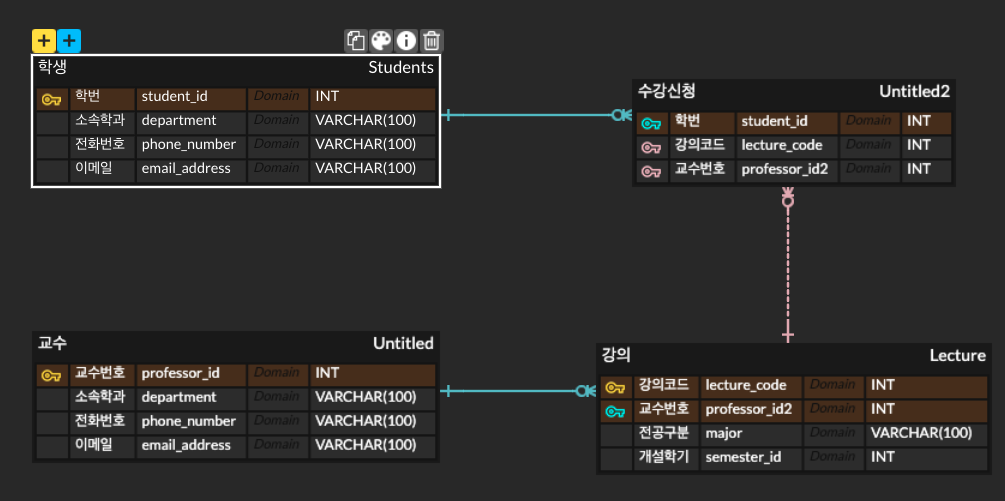 학생 Students
학번 student_id Domain INT
소속학과 department Domain VARCHAR(100)
전화번호 phone_number Domain VARCHAR(100)
이메일 email_address Domain VARCHAR(100)
수강신청 Untitled2
학번 student_id Domain INT
강의코드 lecture_code Domain INT
교수번호 professor_id2 Domain INT
교수 Untitled
교수번호 professor_id Domain INT
소속학과 department Domain VARCHAR(100)
전화번호 phone_number Domain VARCHAR(100)
이메일 email_address Domain VARCHAR(100)
강의 Lecture
강의코드 lecture_code Domain INT
교수번호 professor_id2 Domain INT
전공구분 major Domain VARCHAR(100)
개설학기 semester_id Domain INT